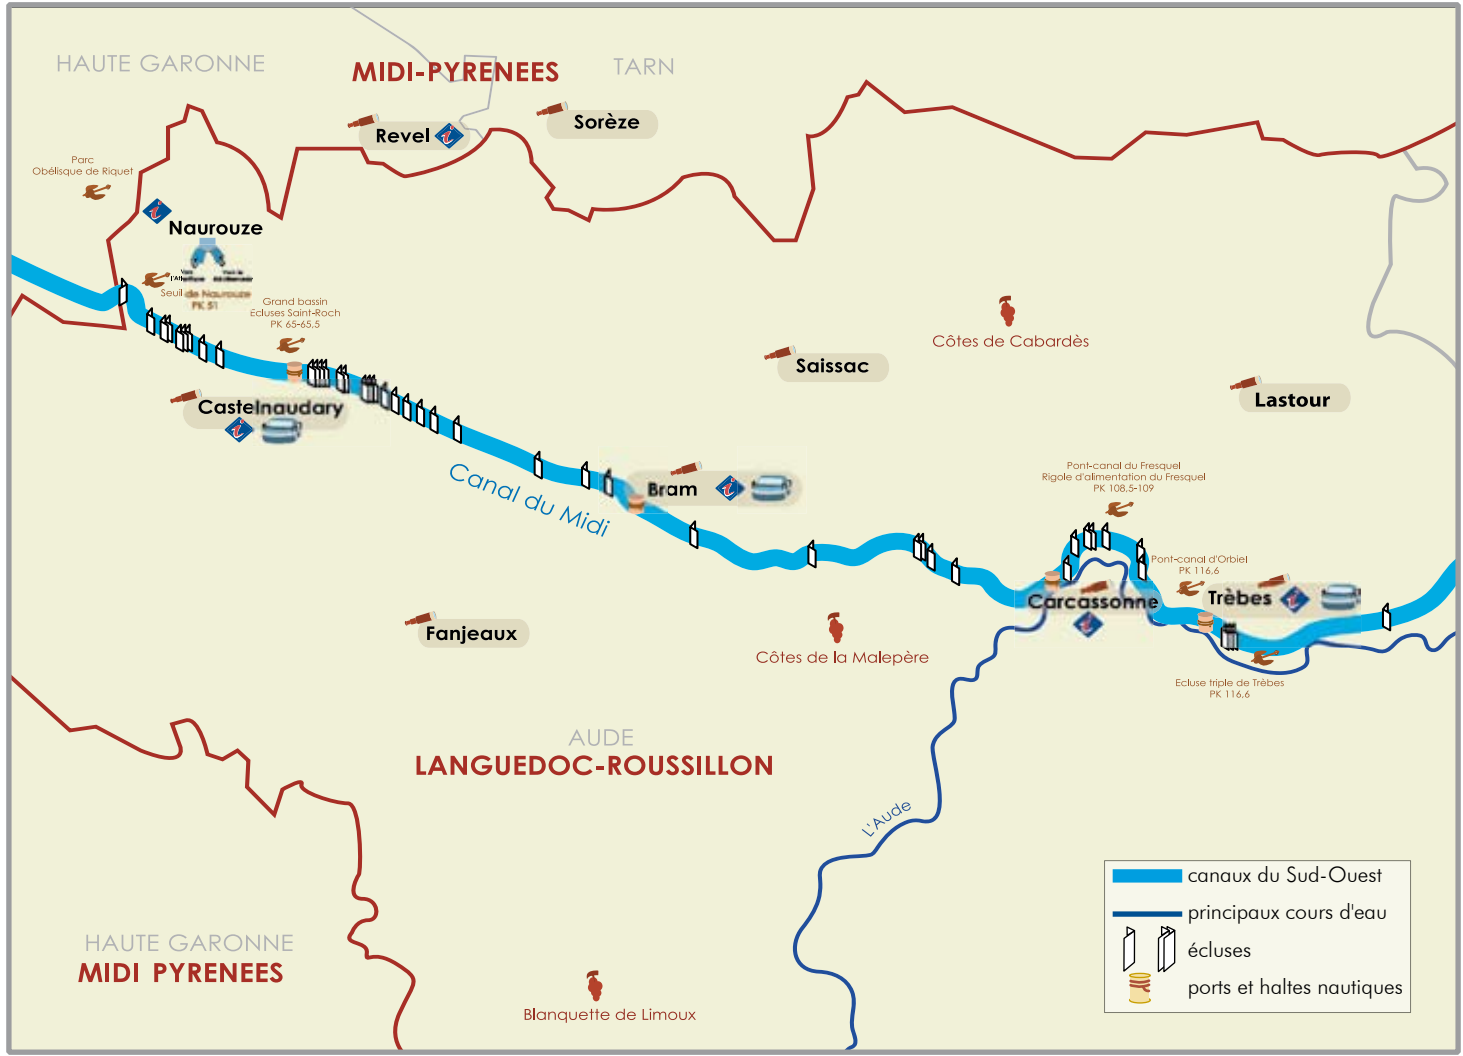 HAUTE GARONNE
MIDI-PYRENEES
TARN
Revel
Sorèze
Parc
Obélisque de Riquet
Naurouze
Seuil de Naurouze
PK 51
Grand bassin
Ecluses Saint-Roch
PK 65-65,5
Castelnaudary
Côtes de Cabardès
Saissac
Lastour
Canal du Midi
Bram
Pont-canal du Fresquel
Rigole d'alimentation du Fresquel
PK 108,5-109
Pont-canal d'Orbiel
PK 116,6
Carcassonne
Trèbes
Fanjeaux
Côtes de la Malepère
Ecluse triple de Trèbes
PK 116,6
AUDE
LANGUEDOC-ROUSSILLON
L'Aude
HAUTE GARONNE
MIDI PYRENEES
Blanquette de Limoux
canaux du Sud-Ouest
principaux cours d'eau
écluses
ports et haltes nautiques